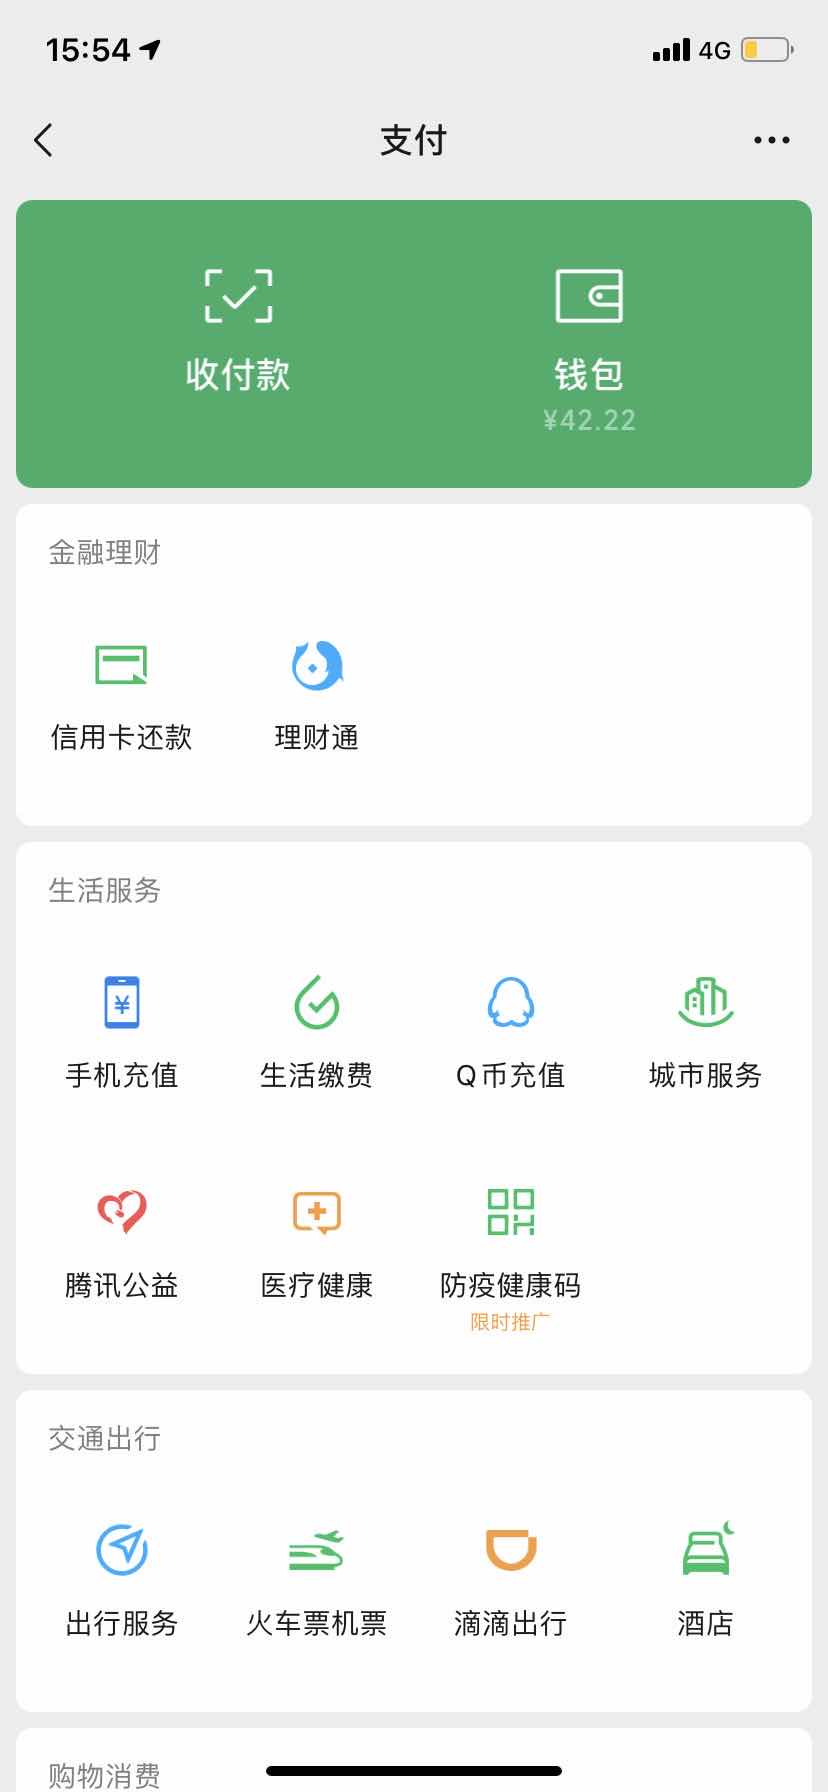 15:54 4G
支付
收付款 钱包
¥42.22
金融理财
信用卡还款 理财通
生活服务
¥
手机充值 生活缴费 Q币充值 城市服务
腾讯公益 医疗健康 防疫健康码
限时推广
交通出行
出行服务 火车票机票 滴滴出行 酒店
购物消费